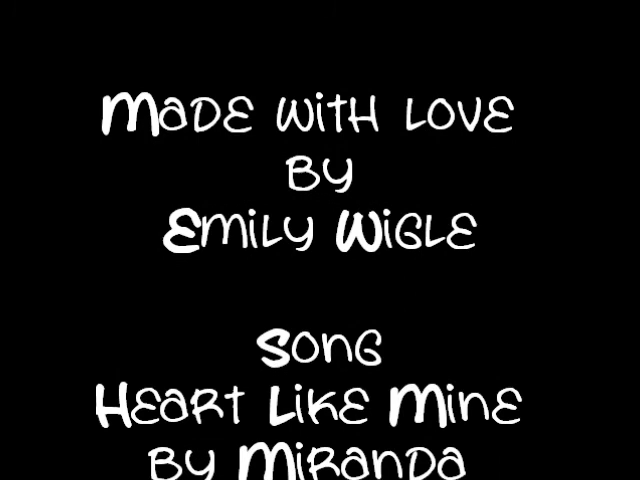 Made with love
by
Emily Wigle
Song
Heart Like Mine
by Miranda